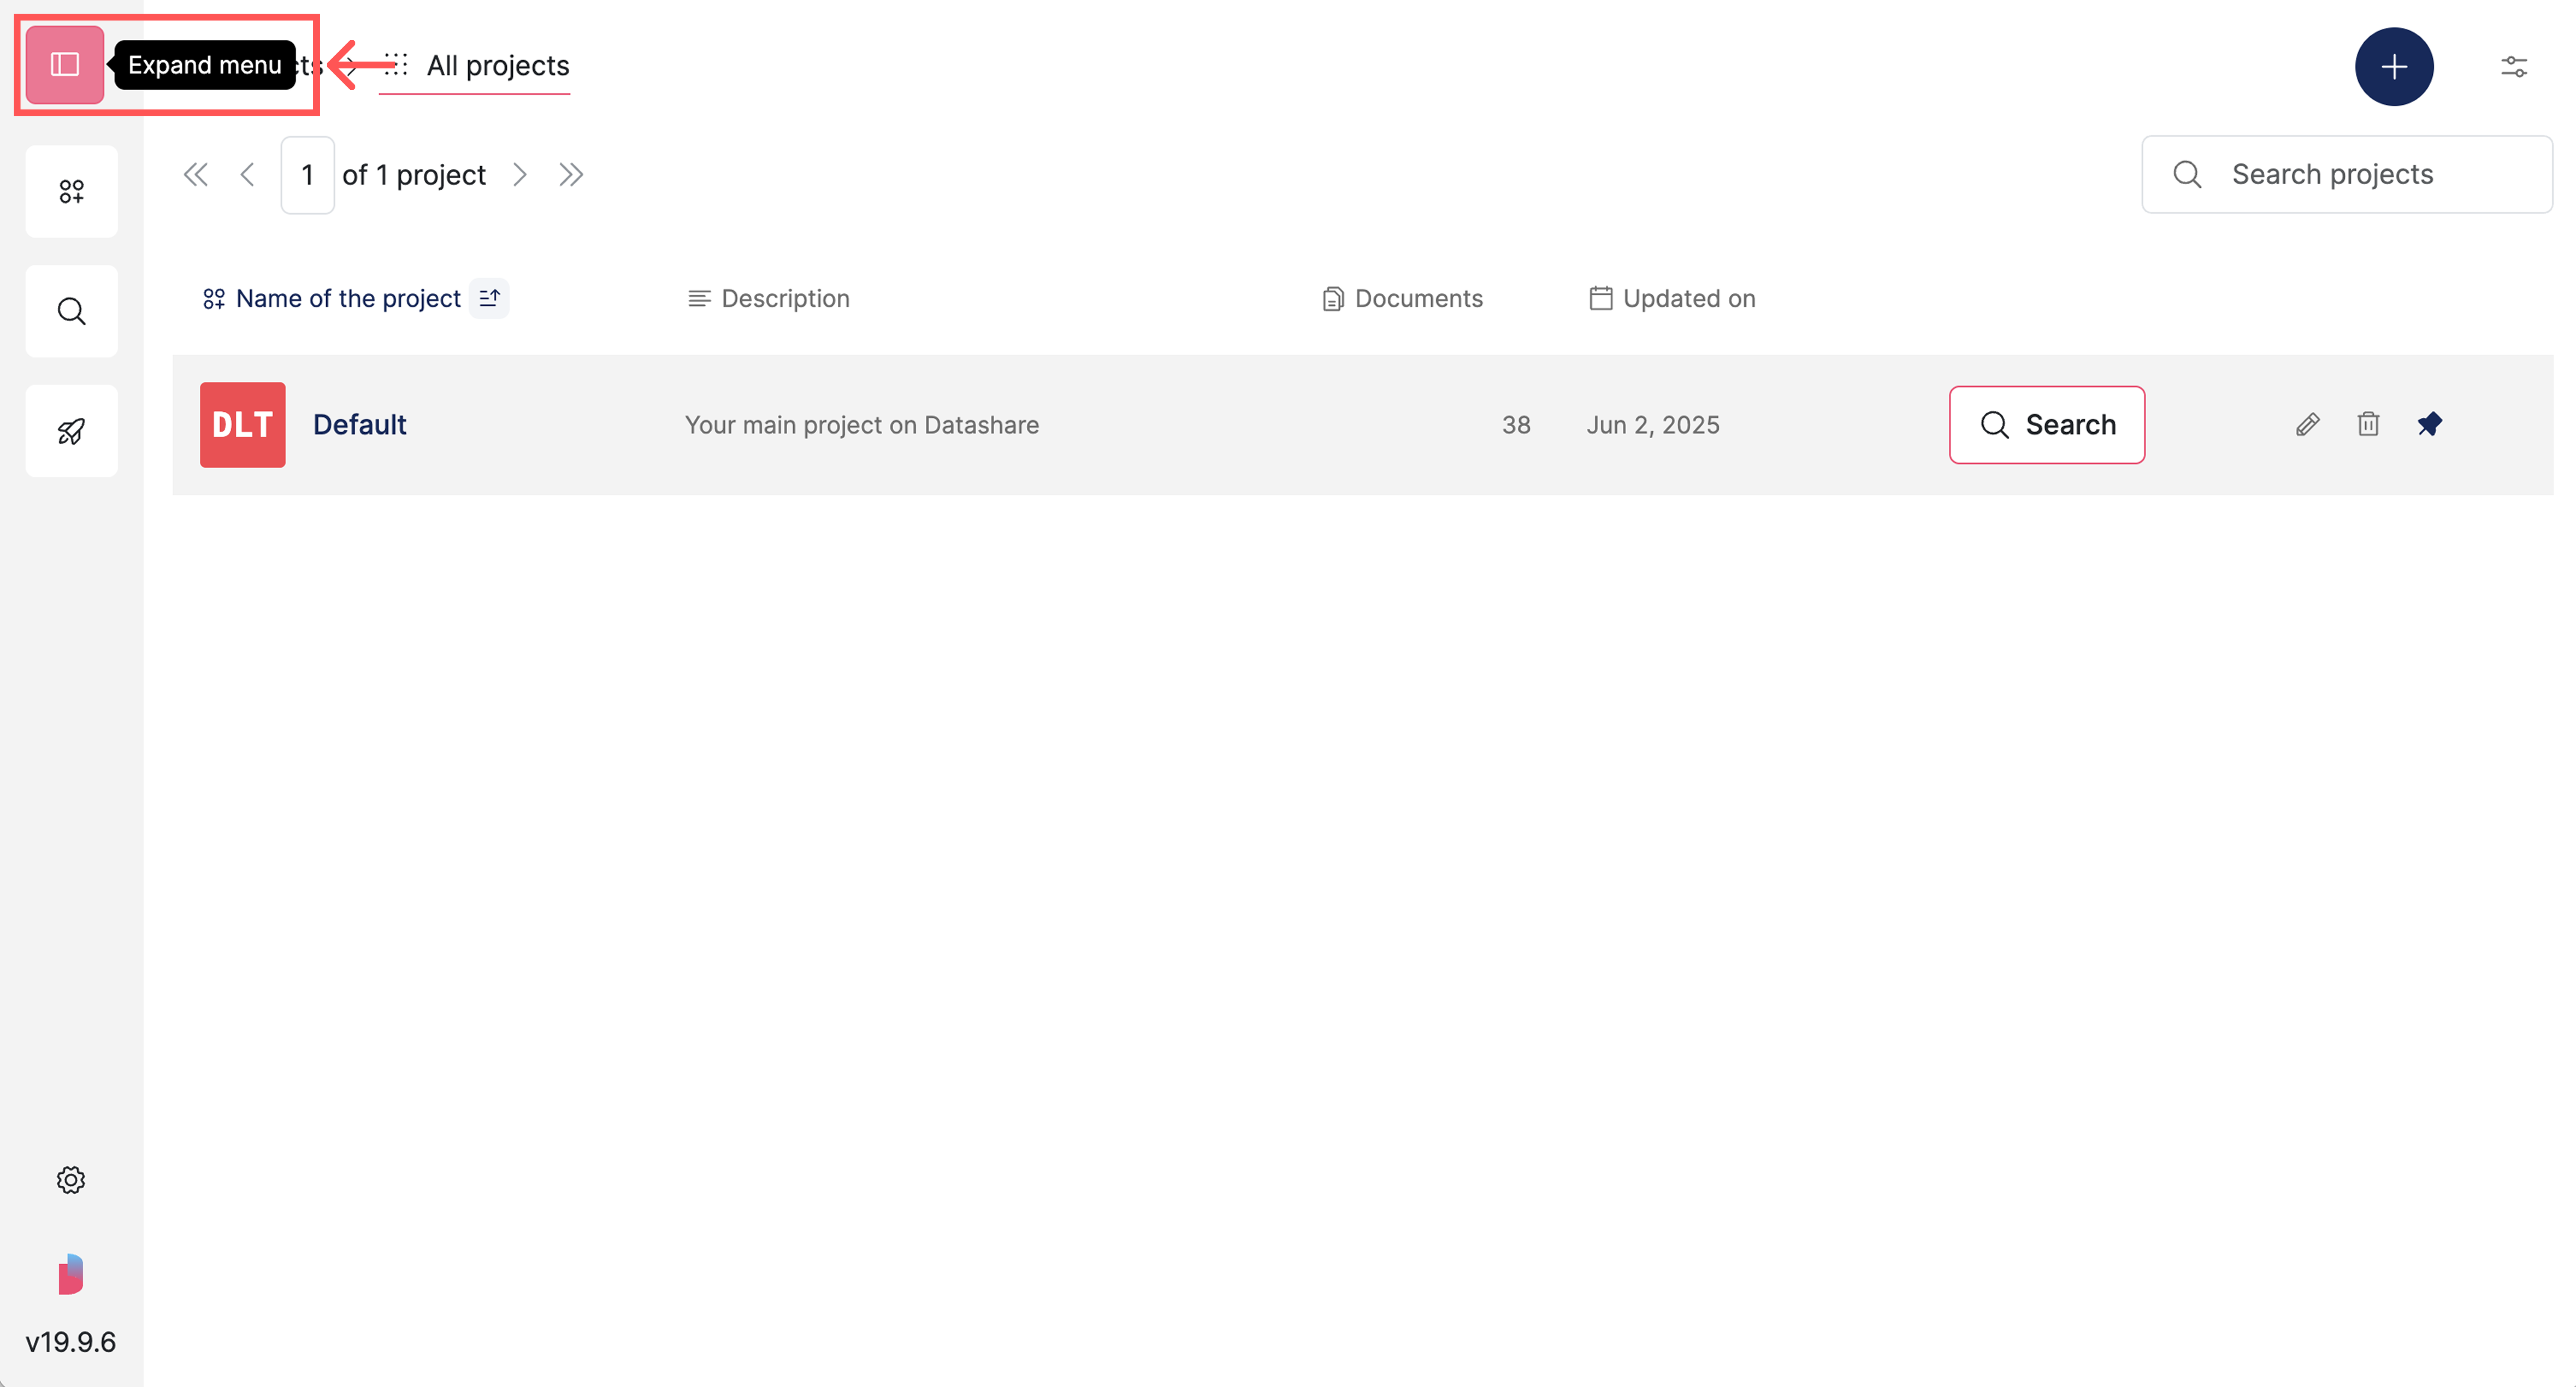 Expand menu
All projects
1 of 1 project
Search projects
Name of the project
Description
Documents
Updated on
DLT
Default
Your main project on Datashare
38
Jun 2, 2025
Search
v19.9.6